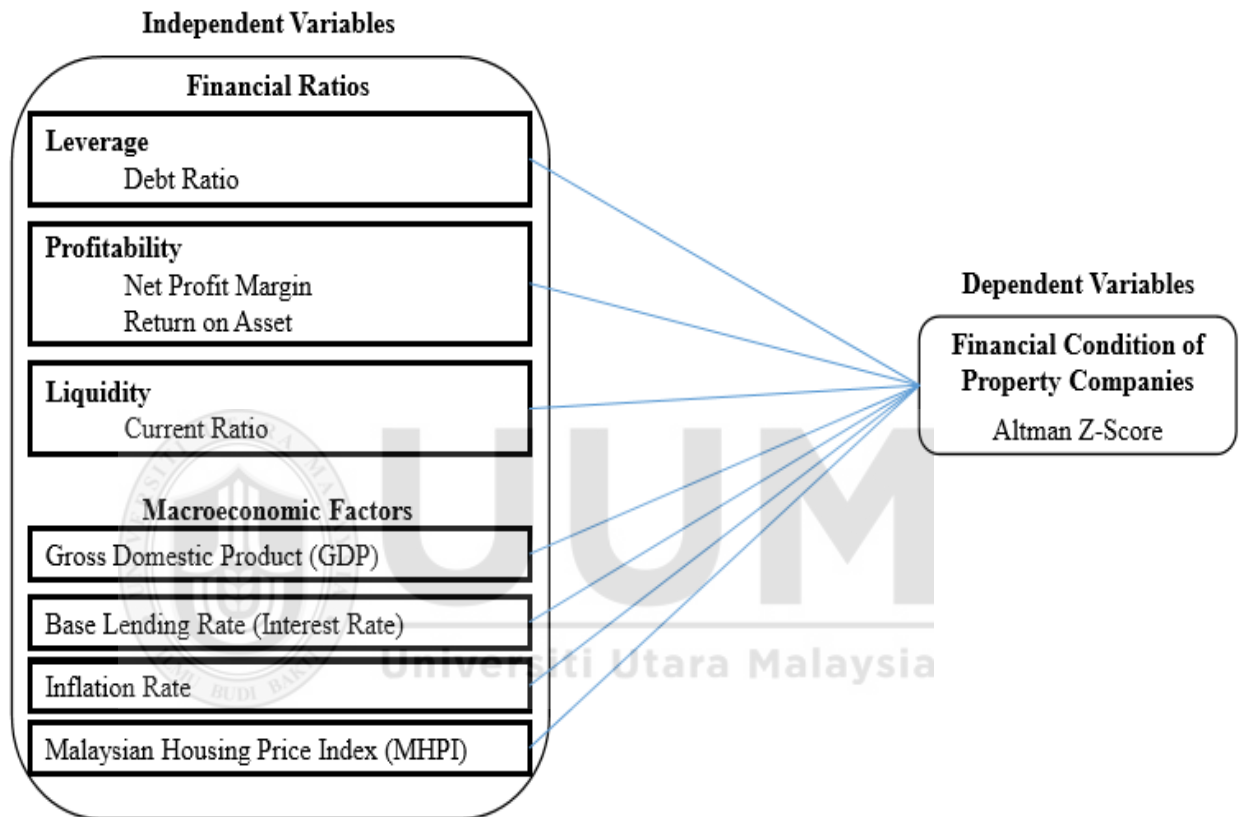 Independent Variables
Financial Ratios
Leverage
Debt Ratio
Profitability
Net Profit Margin
Return on Asset
Liquidity
Current Ratio
Macroeconomic Factors
Gross Domestic Product (GDP)
Base Lending Rate (Interest Rate)
Inflation Rate
Malaysian Housing Price Index (MHPI)
Dependent Variables
Financial Condition of
Property Companies
Altman Z-Score
UUM
Universiti Utara Malaysia